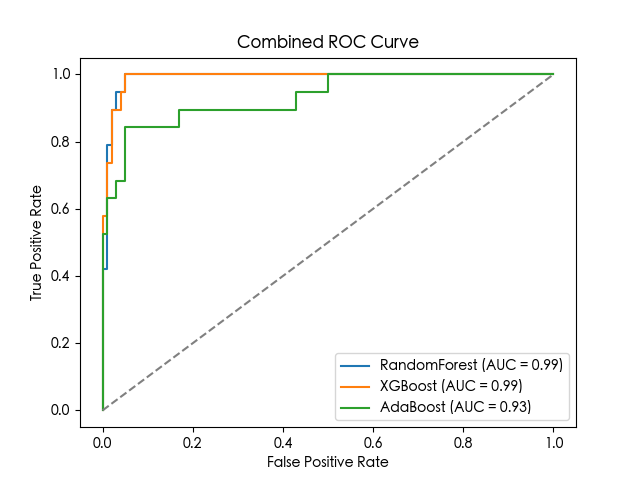 Combined ROC Curve
1.0
0.8
0.6
0.4
0.2
0.0
True Positive Rate
0.0 0.2 0.4 0.6 0.8 1.0
False Positive Rate
RandomForest (AUC = 0.99)
XGBoost (AUC = 0.99)
AdaBoost (AUC = 0.93)